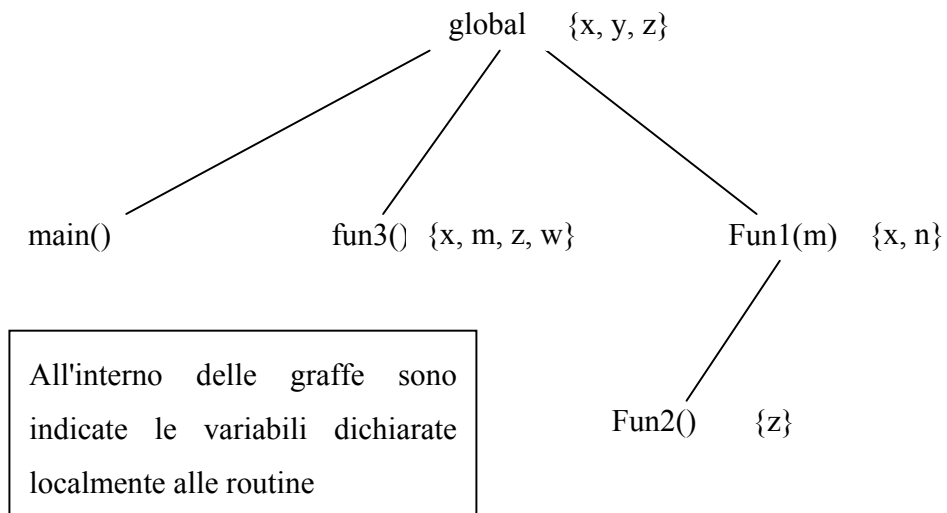 global {x, y, z}
main() fun3() {x, m, z, w} Fun1(m) {x, n}
All'interno delle graffe sono
indicate le variabili dichiarate
localmente alle routine
Fun2() {z}